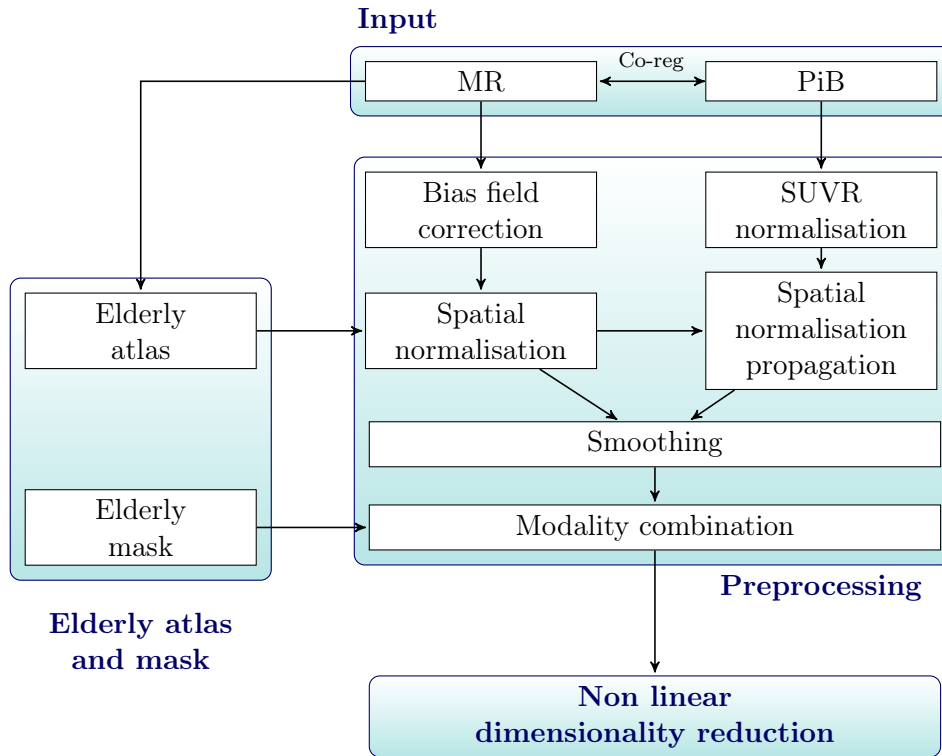 Input
Co-reg
MR
PiB
Bias field
correction
SUVR
normalisation
Elderly
atlas
Spatial
normalisation
Spatial
normalisation
propagation
Smoothing
Elderly
mask
Modality combination
Preprocessing
Elderly atlas
and mask
Non linear
dimensionality reduction